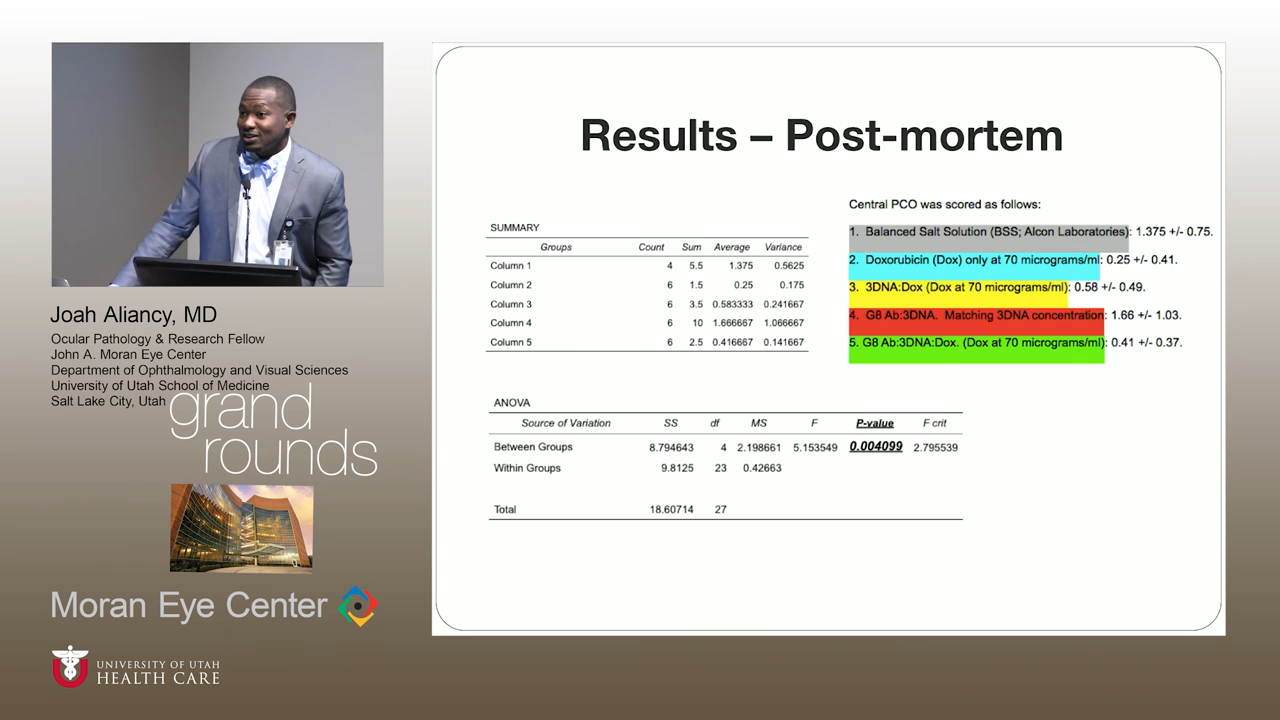 Joah Aliancy, MD
Ocular Pathology & Research Fellow
John A. Moran Eye Center
Department of Ophthalmology and Visual Sciences
University of Utah School of Medicine
Salt Lake City, Utah
grand
rounds
Moran Eye Center
UNIVERSITY OF UTAH
HEALTH CARE
Results – Post-mortem
SUMMARY
Groups Count Sum Average Variance
Column 1 4 5.5 1.375 0.5625
Column 2 6 1.5 0.25 0.175
Column 3 6 3.5 0.583333 0.241667
Column 4 6 10 1.666667 1.066667
Column 5 6 2.5 0.416667 0.141667
Central PCO was scored as follows:
1. Balanced Salt Solution (BSS; Alcon Laboratories): 1.375 +/- 0.75.
2. Doxorubicin (Dox) only at 70 micrograms/ml: 0.25 +/- 0.41.
3. 3DNA:Dox (Dox at 70 micrograms/ml): 0.58 +/- 0.49.
4. G8 Ab:3DNA. Matching 3DNA concentration: 1.66 +/- 1.03.
5. G8 Ab:3DNA:Dox. (Dox at 70 micrograms/ml): 0.41 +/- 0.37.
ANOVA
Source of Variation SS df MS F P-value F crit
Between Groups 8.794643 4 2.198661 5.153549 0.004099 2.795539
Within Groups 9.8125 23 0.42663
Total 18.60714 27